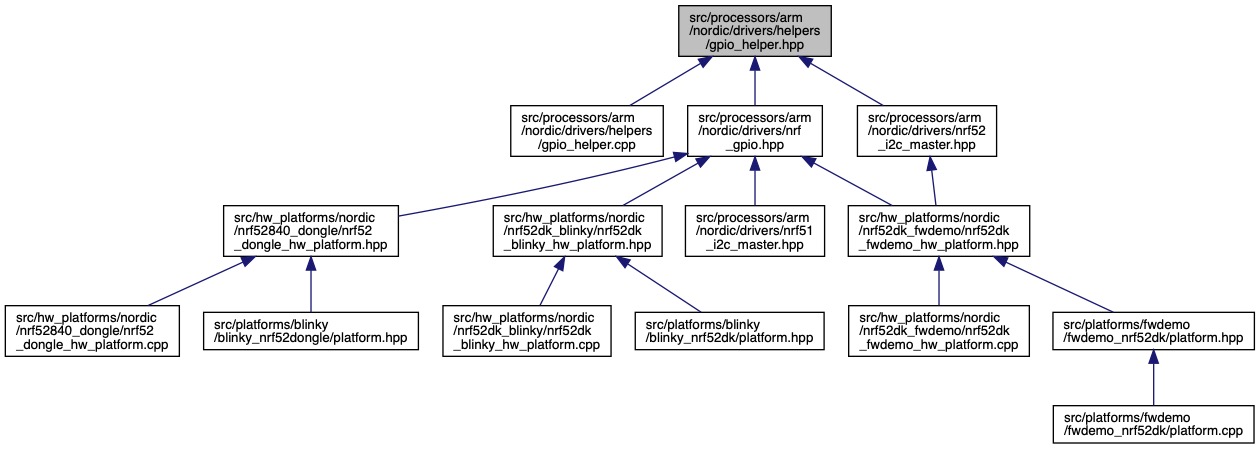 src/processors/arm
/nordic/drivers/helpers
/gpio_helper.hpp
src/processors/arm
/nordic/drivers/helpers
/gpio_helper.cpp
src/processors/arm
/nordic/drivers/nrf
_gpio.hpp
src/processors/arm
/nordic/drivers/nrf52
_i2c_master.hpp
src/hw_platforms/nordic
/nrf52840_dongle/nrf52
_dongle_hw_platform.hpp
src/hw_platforms/nordic
/nrf52dk_blinky/nrf52dk
_blinky_hw_platform.hpp
src/processors/arm
/nordic/drivers/nrf51
_i2c_master.hpp
src/hw_platforms/nordic
/nrf52dk_fwdemo/nrf52dk
_fwdemo_hw_platform.hpp
src/hw_platforms/nordic
/nrf52840_dongle/nrf52
_dongle_hw_platform.cpp
src/platforms/blinky
/blinky_nrf52dongle/platform.hpp
src/hw_platforms/nordic
/nrf52dk_blinky/nrf52dk
_blinky_hw_platform.cpp
src/platforms/blinky
/blinky_nrf52dk/platform.hpp
src/hw_platforms/nordic
/nrf52dk_fwdemo/nrf52dk
_fwdemo_hw_platform.cpp
src/platforms/fwdemo
/fwdemo_nrf52dk/platform.hpp
src/platforms/fwdemo
/fwdemo_nrf52dk/platform.cpp